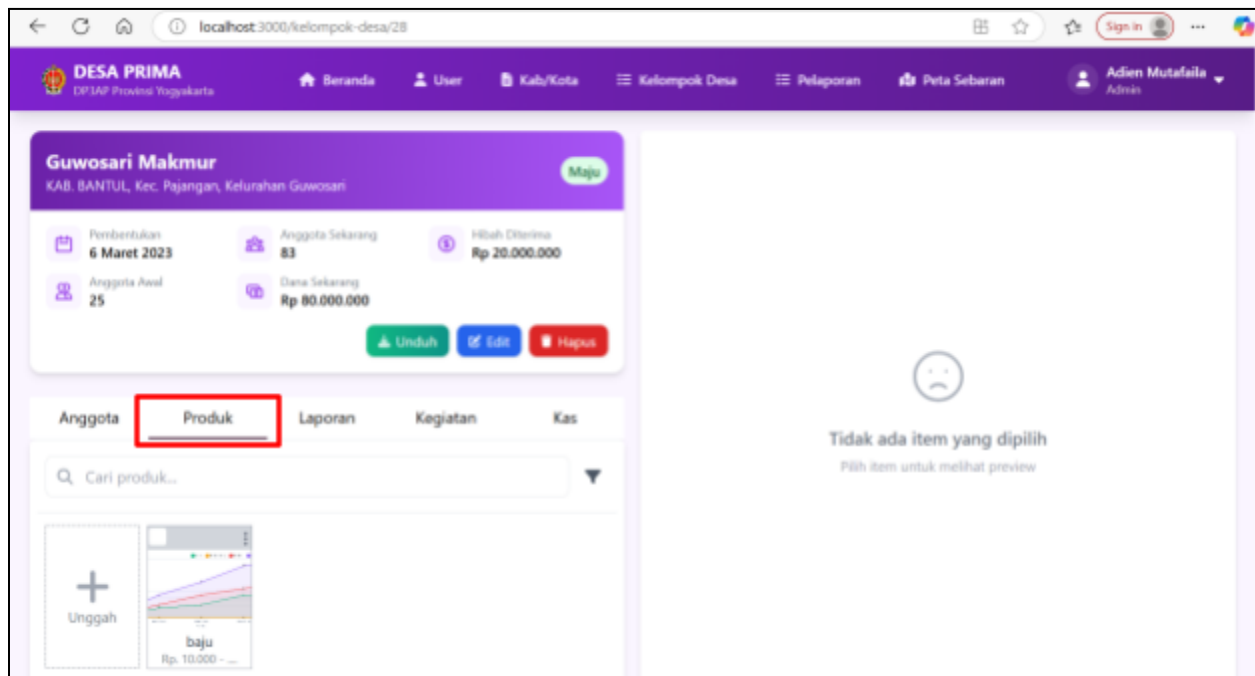 localhost:3000/kelompok-desa/28
Sign in
DESA PRIMA
DP3AP Provinsi Yogyakarta
Beranda
User
Kab/Kota
Kelompok Desa
Pelaporan
Peta Sebaran
Adien Mutafaila
Admin
Guwosari Makmur
KAB. BANTUL, Kec. Pajangan, Kelurahan Guwosari
Maju
Pembentukan
6 Maret 2023
Anggota Sekarang
83
Hibah Diterima
Rp 20.000.000
Anggota Awal
25
Dana Sekarang
Rp 80.000.000
Unduh
Edit
Hapus
Anggota
Produk
Laporan
Kegiatan
Kas
Cari produk...
Unggah
baju
Rp. 10.000 - ...
Tidak ada item yang dipilih
Pilih item untuk melihat preview